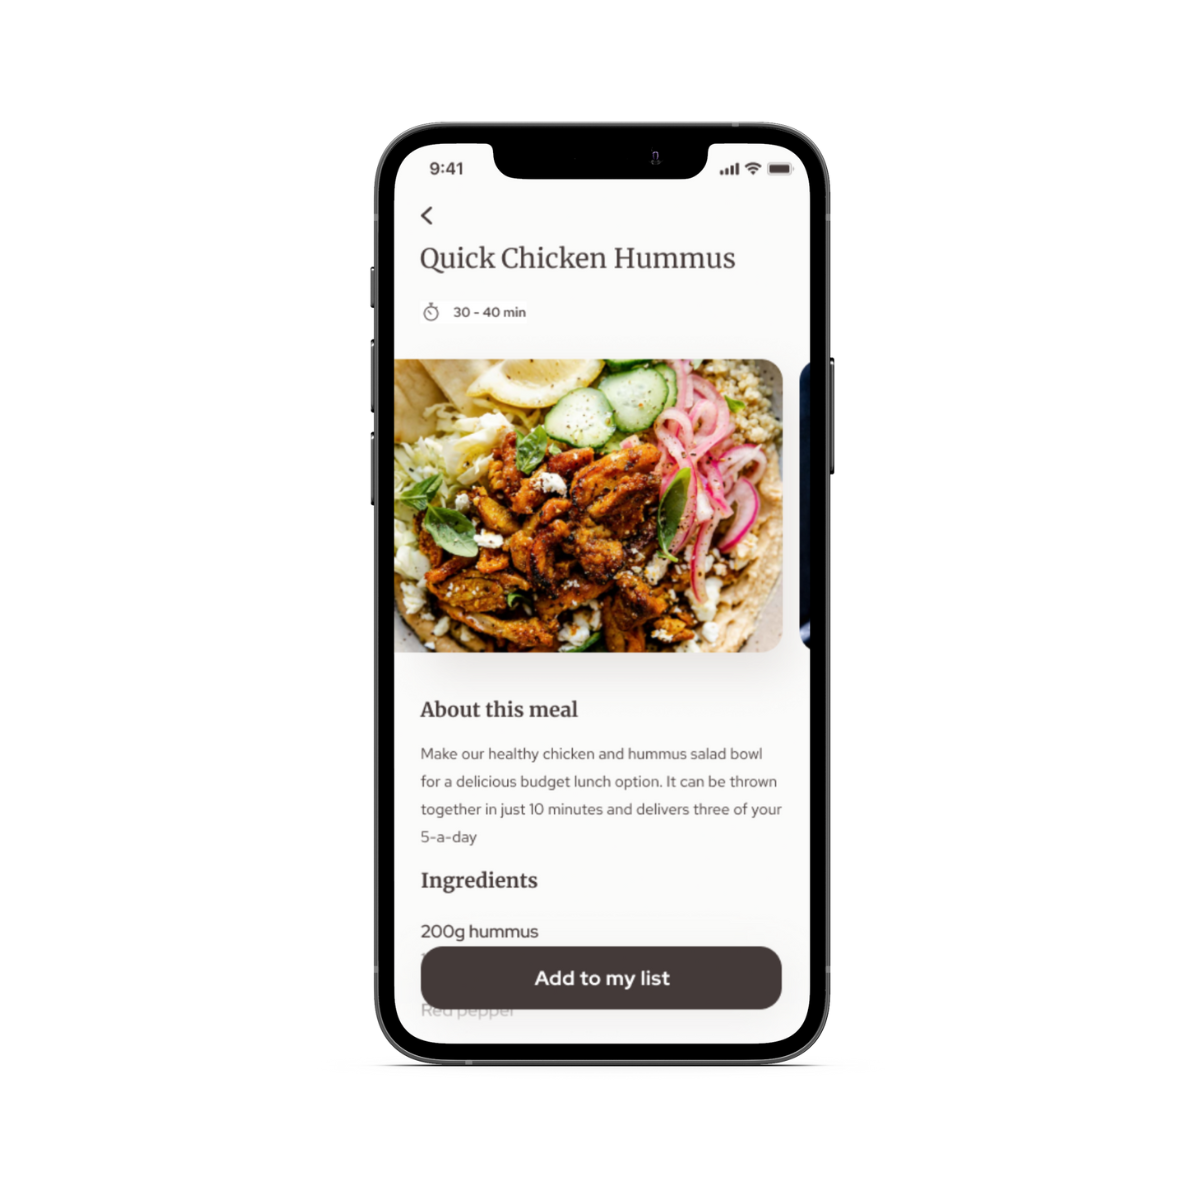 9:41
Quick Chicken Hummus
30 - 40 min
About this meal
Make our healthy chicken and hummus salad bowl
for a delicious budget lunch option. It can be thrown
together in just 10 minutes and delivers three of your
5-a-day
Ingredients
200g hummus
Add to my list
Red pepper